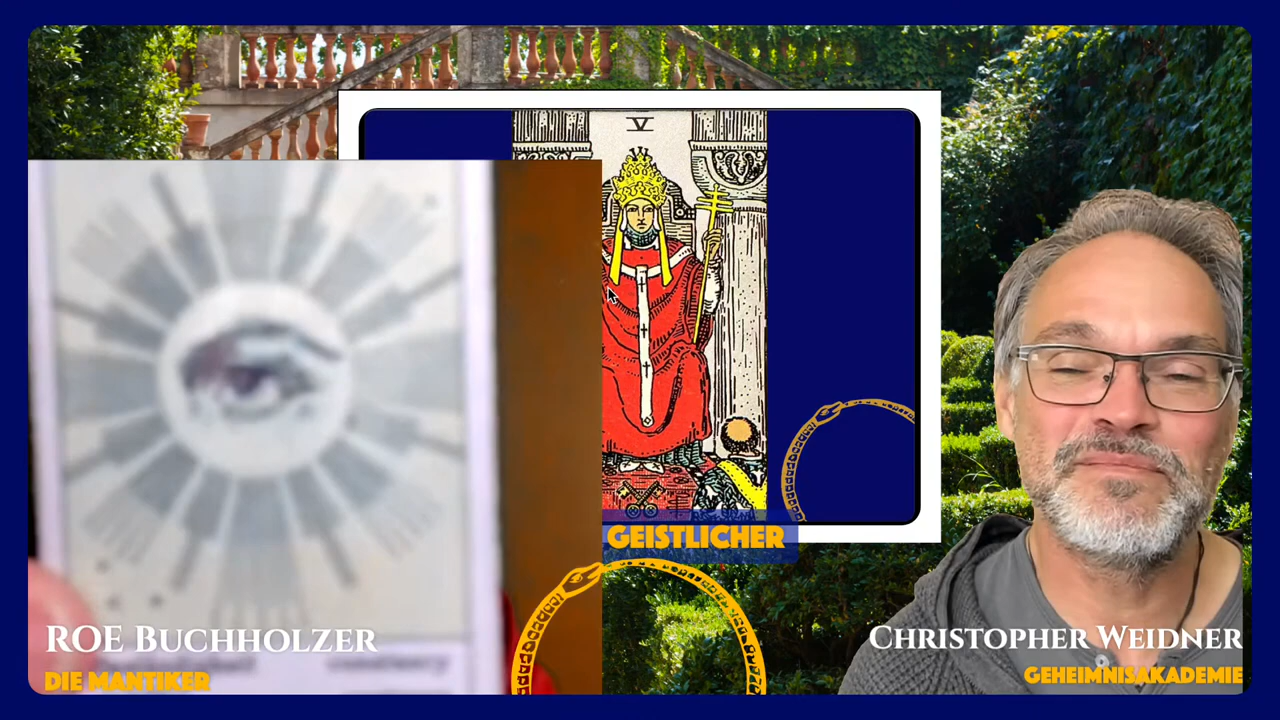 V
GEISTLICHER
ROE BUCHHOLZER
DIE MANTIKER
CHRISTOPHER WEIDNER
GEHEIMNISAKADEMIE